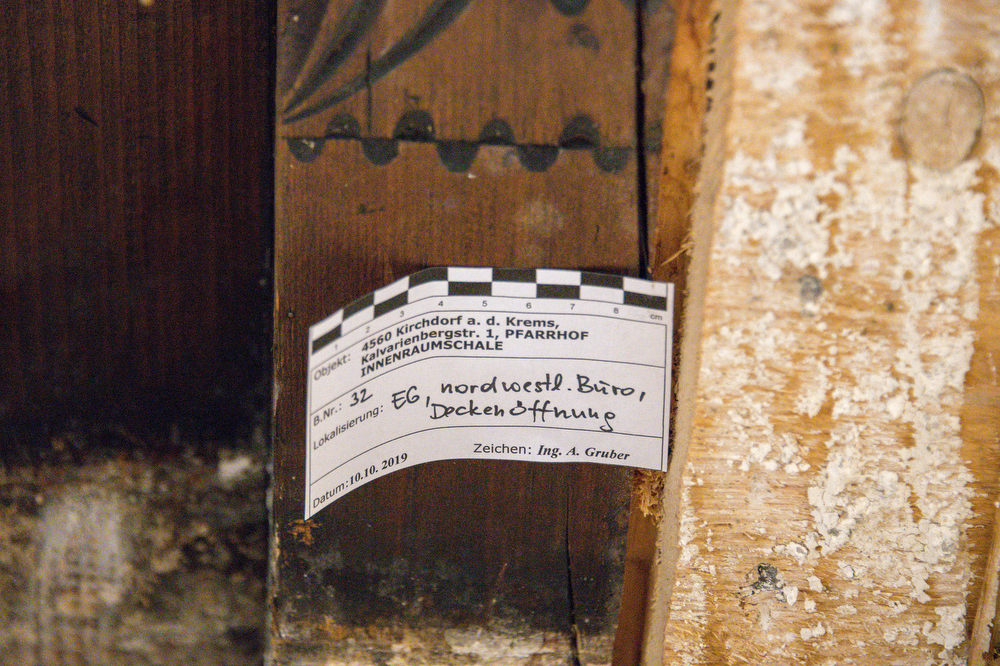 1 2 3 4 5 6 7 8 cm
Objekt: 4560 Kirchdorf a. d. Krems,
Kalvarienbergstr. 1, PFARRHOF
INNENRAUMSCHALE
B.Nr.: 32
Lokalisierung: EG, nordwestl. Büro,
Deckenöffnung
Datum: 10.10. 2019 Zeichen: Ing. A. Gruber